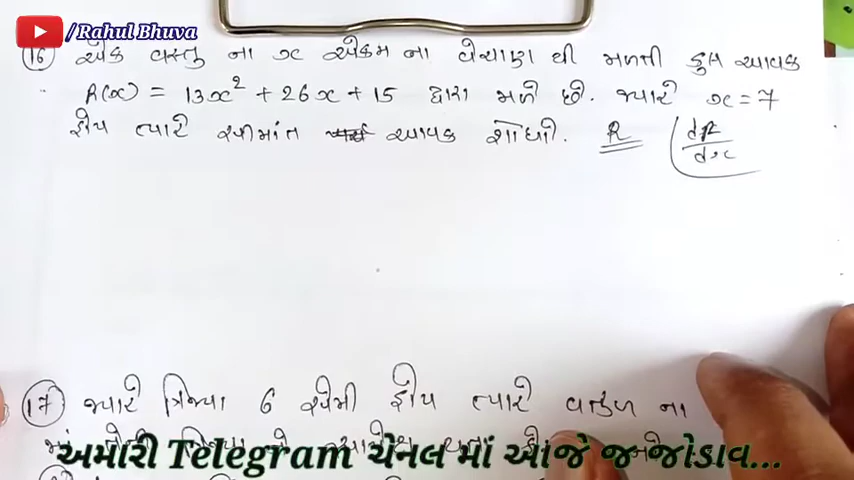 /Rahul Bhuva
(16) એક વસ્તુ ના x એકમ ના વેચાણ થી મળતી કુલ આવક
R(x) = 13x² + 26x + 15 દ્વારા મળે છે. જ્યારે x = 7
હોય ત્યારે સીમાંત આવક શોધો. R dR/dx
(17) જ્યારે ત્રિજ્યા 6 સેમી હોય ત્યારે વર્તુળ ના
અમારી Telegram ચેનલ માં આજે જ જોડાવ...